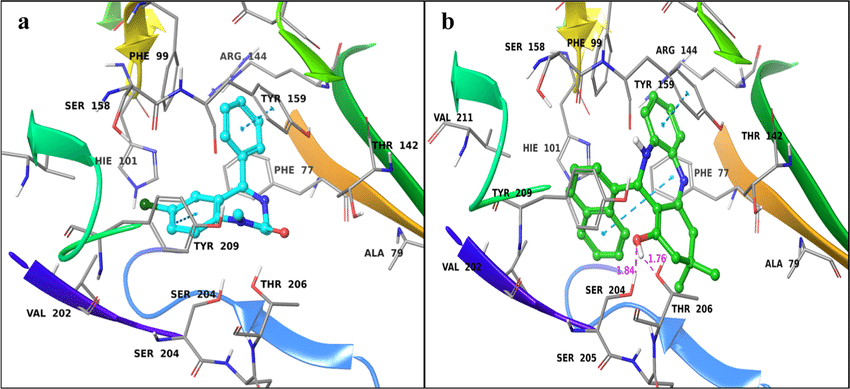 a
PHE 99
ARG 144
SER 158
TYR 159
THR 142
HIE 101
PHE 77
TYR 209
ALA 79
VAL 202
SER 204
THR 206
SER 204
b
SER 158
PHE 99
ARG 144
TYR 159
VAL 211
THR 142
HIE 101
PHE 77
TYR 209
1.84
1.76
ALA 79
VAL 202
SER 204
THR 206
SER 205